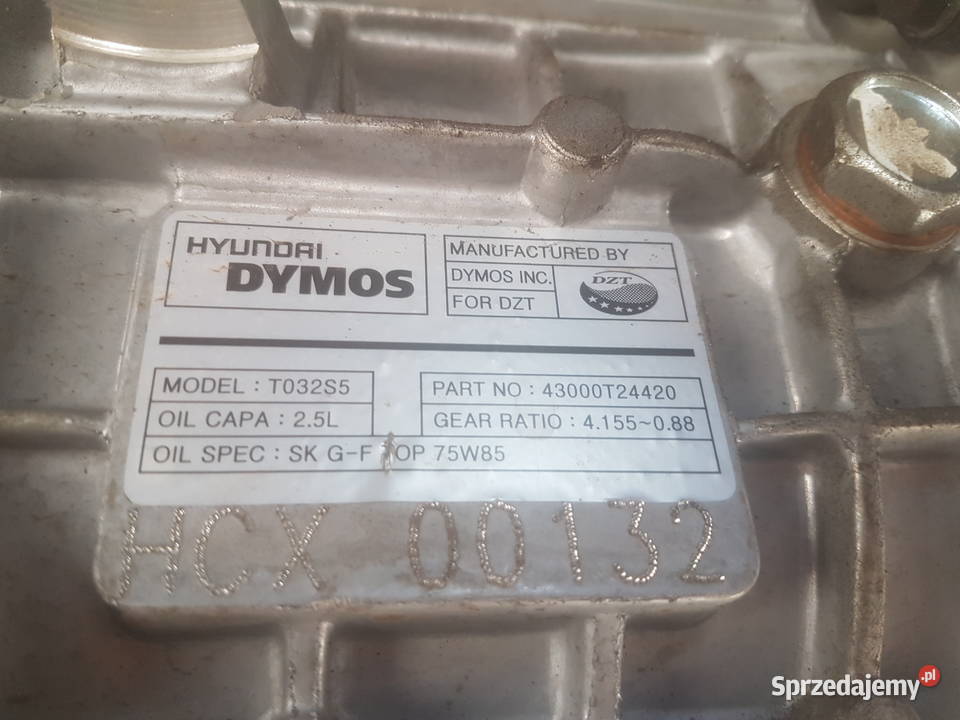 HYUNDAI
DYMOS
MANUFACTURED BY
DYMOS INC.
FOR DZT
DZT
MODEL : T032S5
PART NO : 43000T24420
OIL CAPA : 2.5L
GEAR RATIO : 4.155~0.88
OIL SPEC : SK G-F TOP 75W85
HCX 00132
Sprzedajemy.pl